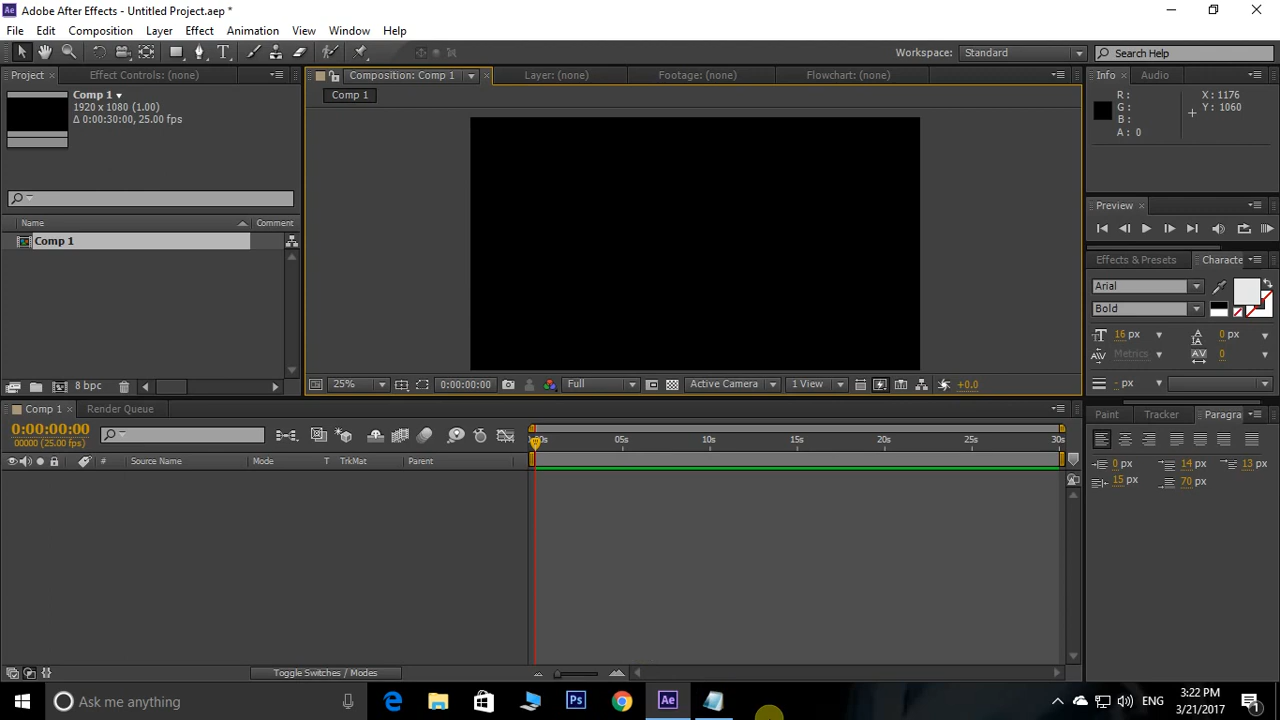 Ae Adobe After Effects - Untitled Project.aep *
File Edit Composition Layer Effect Animation View Window Help
Workspace: Standard Search Help
Project Effect Controls: (none) Composition: Comp 1 Layer: (none) Footage: (none) Flowchart: (none) Info Audio
Comp 1
1920 x 1080 (1.00)
Δ 0:00:30:00, 25.00 fps
Comp 1
R : X : 1176
G : Y : 1060
B :
A : 0
Preview
Name Comment
Comp 1
Effects & Presets Characte
Arial
Bold
16 px 0 px
Metrics 0
- px
8 bpc 25% 0:00:00:00 Full Active Camera 1 View +0.0
Comp 1 Render Queue
Paint Tracker Paragra
0:00:00:00
00000 (25.00 fps)
05s 10s 15s 20s 25s 30s
# Source Name Mode T TrkMat Parent
0 px 14 px 13 px
15 px 70 px
Toggle Switches / Modes
Ask me anything Ps Ae ENG
3:22 PM
3/21/2017
1